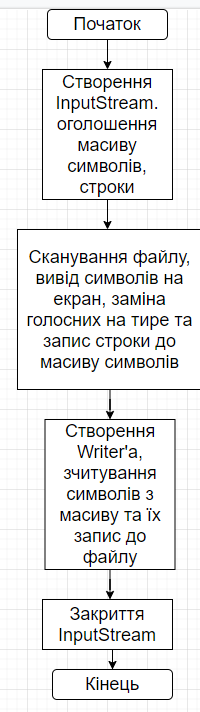 Початок
Створення
InputStream.
оголошення
масиву
символів,
строки
Сканування файлу,
вивід символів на
екран, заміна
голосних на тире та
запис строки до
масиву символів
Створення
Writer'a,
зчитування
символів з
масиву та їх
запис до
файлу
Закриття
InputStream
Кінець